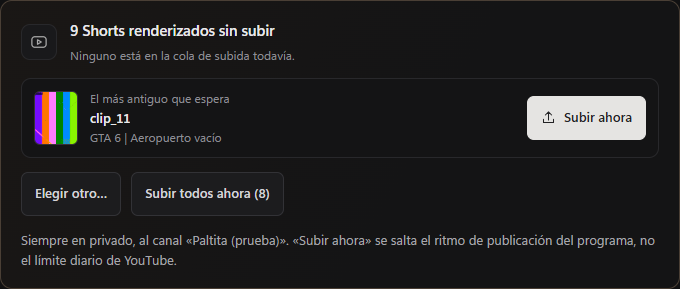 9 Shorts renderizados sin subir
Ninguno está en la cola de subida todavía.
El más antiguo que espera
clip_11
GTA 6 | Aeropuerto vacío
Subir ahora
Elegir otro...
Subir todos ahora (8)
Siempre en privado, al canal «Paltita (prueba)». «Subir ahora» se salta el ritmo de publicación del programa, no
el límite diario de YouTube.